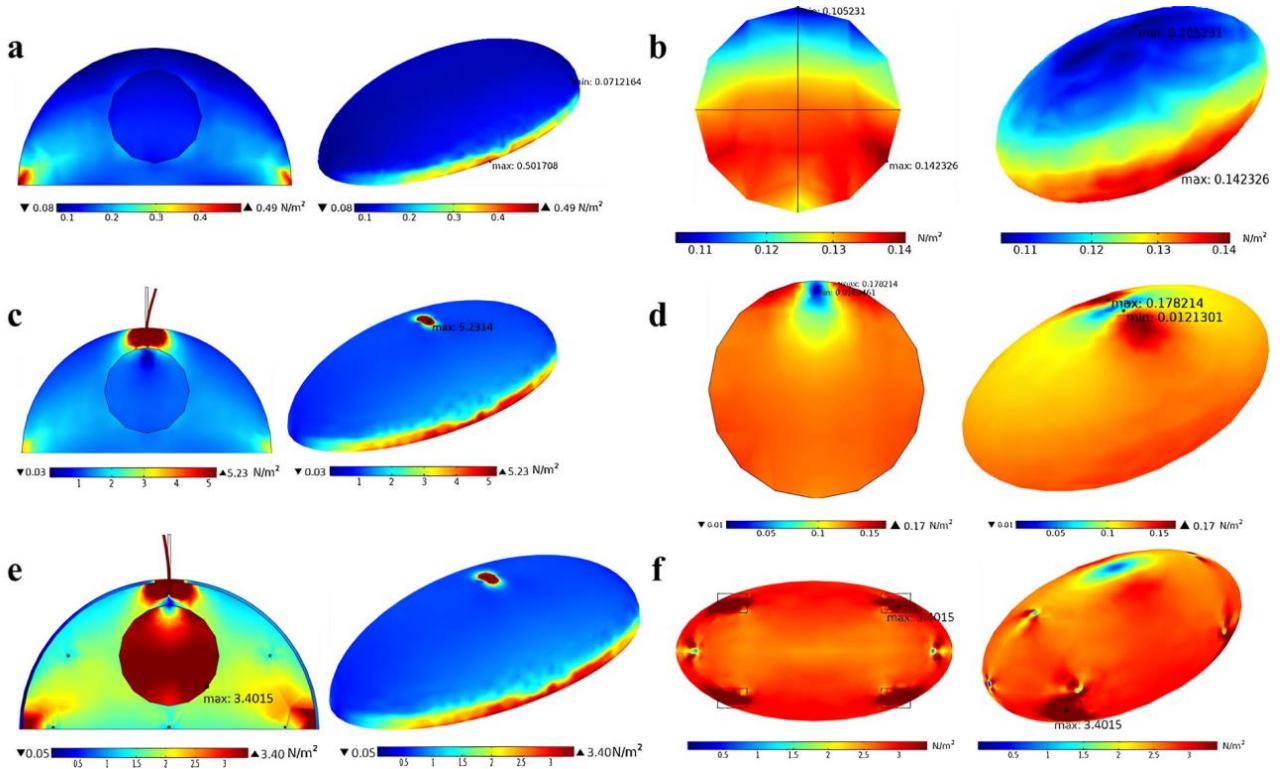 a
min: 0.0712164
max: 0.501708
▼ 0.08 0.1 0.2 0.3 0.4 ▲ 0.49 N/m²
▼ 0.08 0.1 0.2 0.3 0.4 ▲ 0.49 N/m²
b
min: 0.105231
max: 0.142326
0.105231
max: 0.142326
0.11 0.12 0.13 0.14 N/m²
0.11 0.12 0.13 0.14 N/m²
c
max: 5.2314
▼0.03 1 2 3 4 5 ▲5.23 N/m²
▼0.03 1 2 3 4 5 ▲5.23 N/m²
d
max: 0.178214
max: 0.178214
min: 0.0121301
▼ 0.01 0.05 0.1 0.15 ▲ 0.17 N/m²
▼ 0.01 0.05 0.1 0.15 ▲ 0.17 N/m²
e
max: 3.4015
▼0.05 0.5 1 1.5 2 2.5 3 ▲3.40 N/m²
▼0.05 0.5 1 1.5 2 2.5 3 ▲3.40 N/m²
f
max: 3.4015
max: 3.4015
0.5 1 1.5 2 2.5 3 N/m²
0.5 1 1.5 2 2.5 3 N/m²